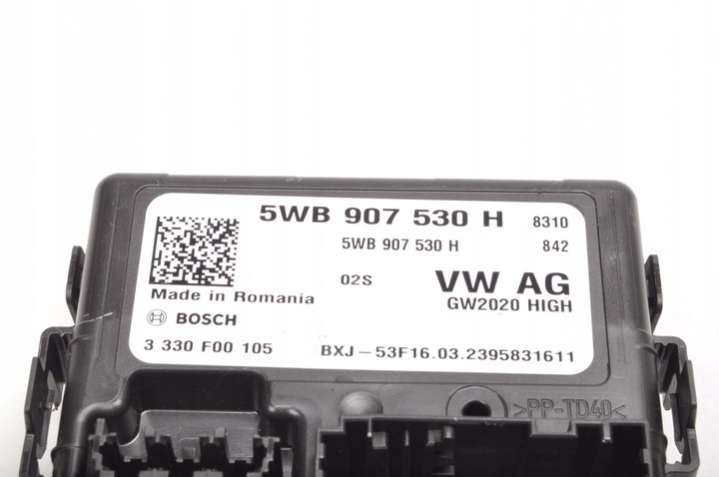 5WB 907 530 H 8310
5WB 907 530 H 842
02S VW AG
Made in Romania GW2020 HIGH
BOSCH
3 330 F00 105 BXJ-53F16.03.2395831611
>PP-TD40<